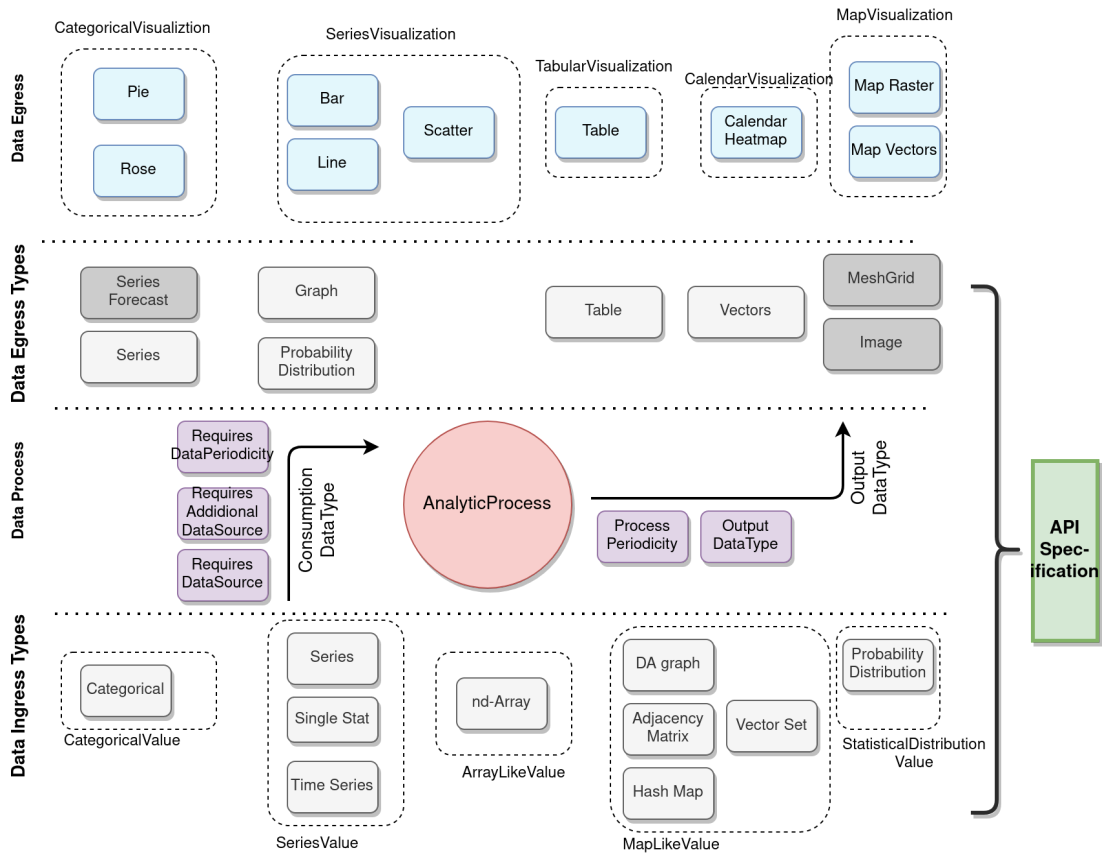 MapVisualization
CategoricalVisualiztion
SeriesVisualization
TabularVisualization
CalendarVisualization
Data Egress
Pie
Rose
Bar
Line
Scatter
Table
Calendar
Heatmap
Map Raster
Map Vectors
Data Egress Types
Series
Forecast
Series
Graph
Probability
Distribution
Table
Vectors
MeshGrid
Image
Data Process
Requires
DataPeriodicity
Requires
Addidional
DataSource
Requires
DataSource
Consumption
DataType
AnalyticProcess
Process
Periodicity
Output
DataType
Output
DataType
API
Spec-
ification
Data Ingress Types
Categorical
CategoricalValue
Series
Single Stat
Time Series
SeriesValue
nd-Array
ArrayLikeValue
DA graph
Adjacency
Matrix
Hash Map
Vector Set
MapLikeValue
Probability
Distribution
StatisticalDistribution
Value